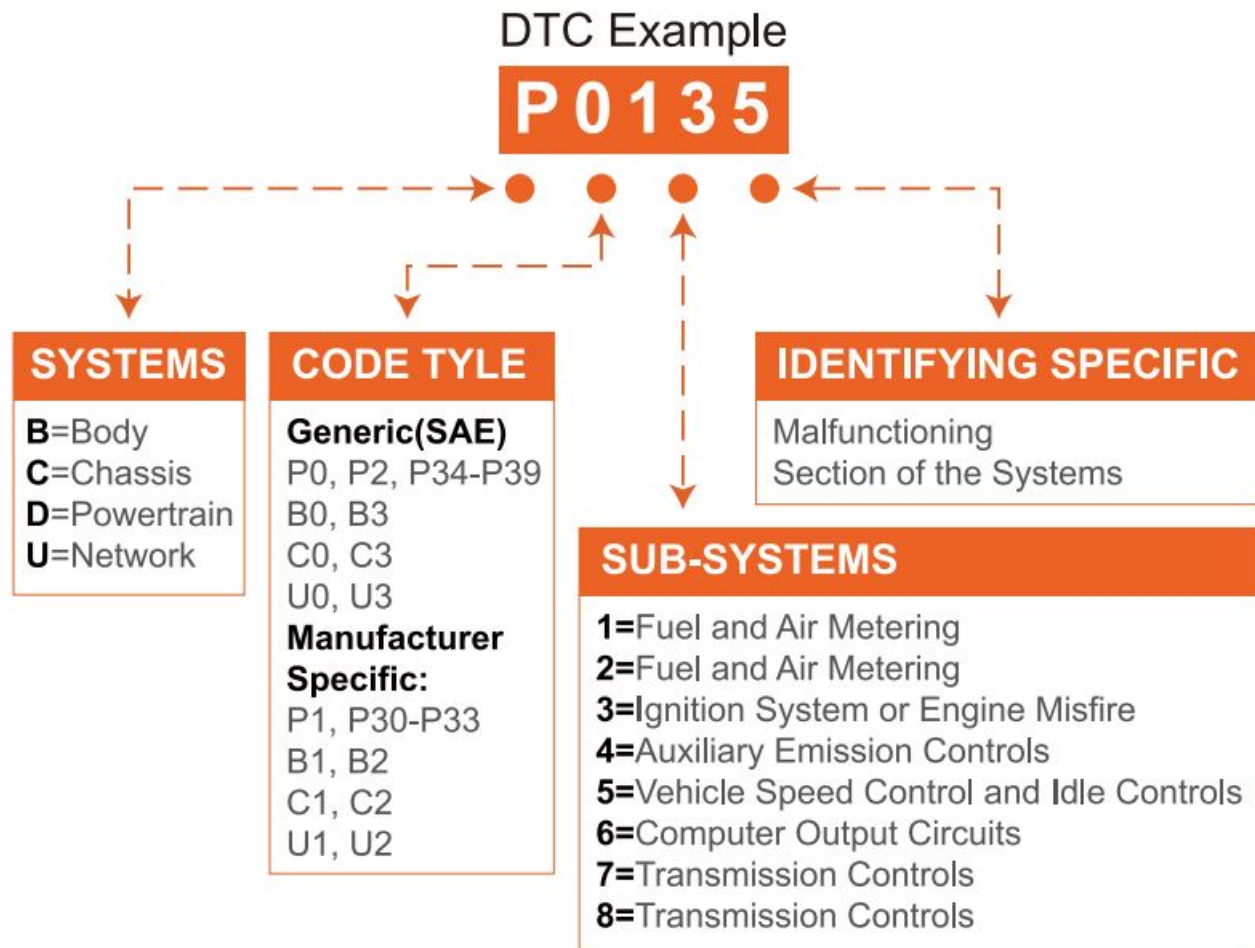 DTC Example
P0135
SYSTEMS
B=Body
C=Chassis
D=Powertrain
U=Network
CODE TYLE
Generic(SAE)
P0, P2, P34-P39
B0, B3
C0, C3
U0, U3
Manufacturer
Specific:
P1, P30-P33
B1, B2
C1, C2
U1, U2
IDENTIFYING SPECIFIC
Malfunctioning
Section of the Systems
SUB-SYSTEMS
1=Fuel and Air Metering
2=Fuel and Air Metering
3=Ignition System or Engine Misfire
4=Auxiliary Emission Controls
5=Vehicle Speed Control and Idle Controls
6=Computer Output Circuits
7=Transmission Controls
8=Transmission Controls